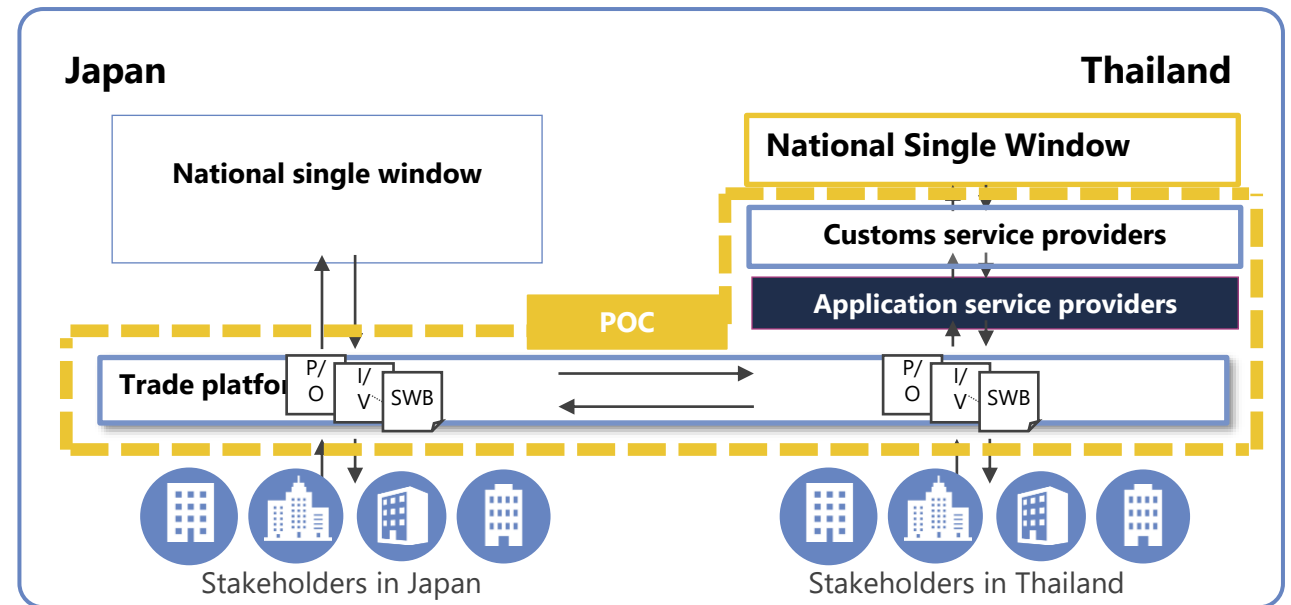 Japan
Thailand
National single window
National Single Window
Customs service providers
Application service providers
POC
Trade platfor
P/
O
I/
V
SWB
P/
O
I/
V
SWB
Stakeholders in Japan
Stakeholders in Thailand